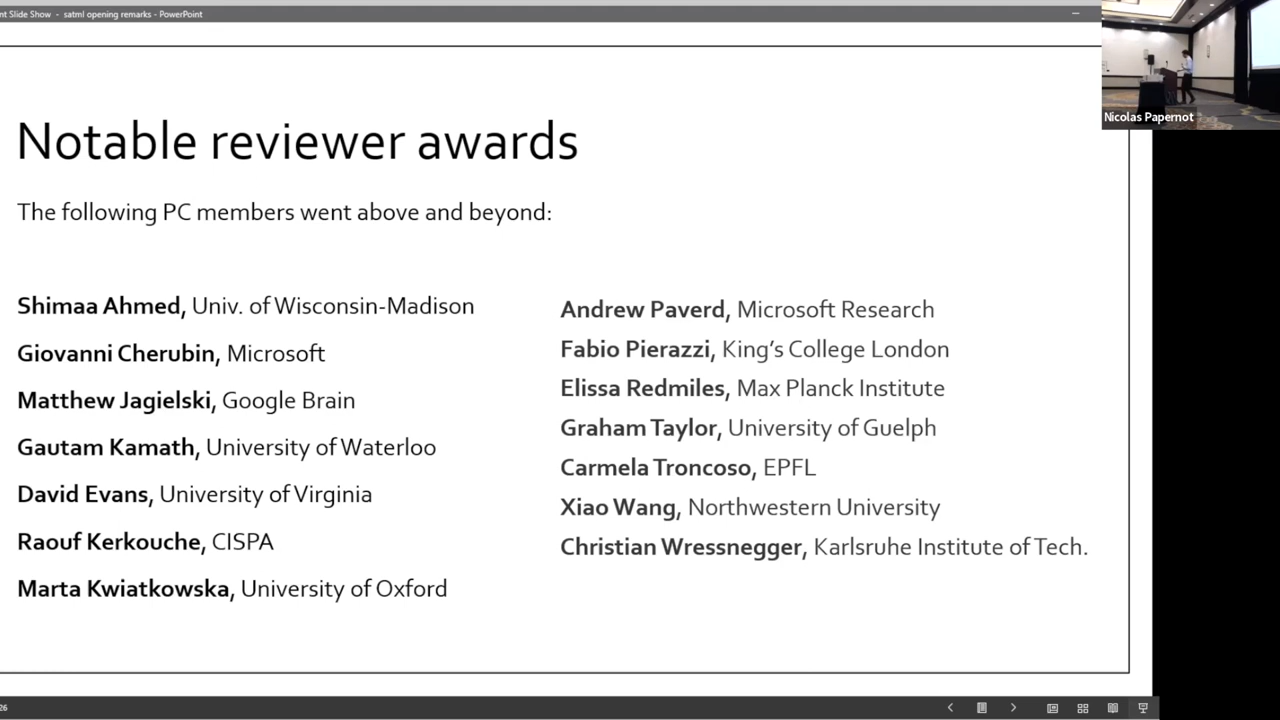 nt Slide Show - satml opening remarks - PowerPoint
Nicolas Papernot
Notable reviewer awards
The following PC members went above and beyond:
Shimaa Ahmed, Univ. of Wisconsin-Madison
Giovanni Cherubin, Microsoft
Matthew Jagielski, Google Brain
Gautam Kamath, University of Waterloo
David Evans, University of Virginia
Raouf Kerkouche, CISPA
Marta Kwiatkowska, University of Oxford
Andrew Paverd, Microsoft Research
Fabio Pierazzi, King’s College London
Elissa Redmiles, Max Planck Institute
Graham Taylor, University of Guelph
Carmela Troncoso, EPFL
Xiao Wang, Northwestern University
Christian Wressnegger, Karlsruhe Institute of Tech.
26